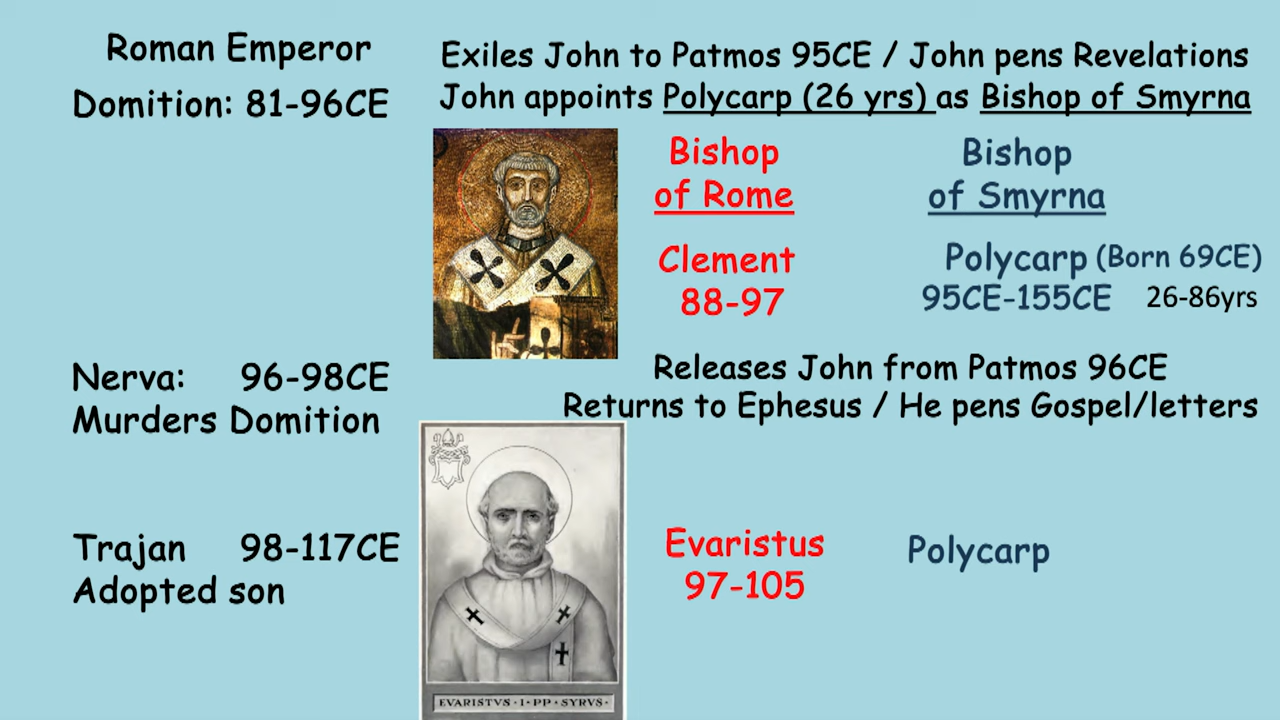 Roman Emperor
Domition: 81-96CE
Exiles John to Patmos 95CE / John pens Revelations
John appoints Polycarp (26 yrs) as Bishop of Smyrna
Bishop
of Rome
Bishop
of Smyrna
Clement
88-97
Polycarp (Born 69CE)
95CE-155CE 26-86yrs
Nerva: 96-98CE
Murders Domition
Releases John from Patmos 96CE
Returns to Ephesus / He pens Gospel/letters
Trajan 98-117CE
Adopted son
Evaristus
97-105
Polycarp
EVARISTVS·I·PP·SYRVS·